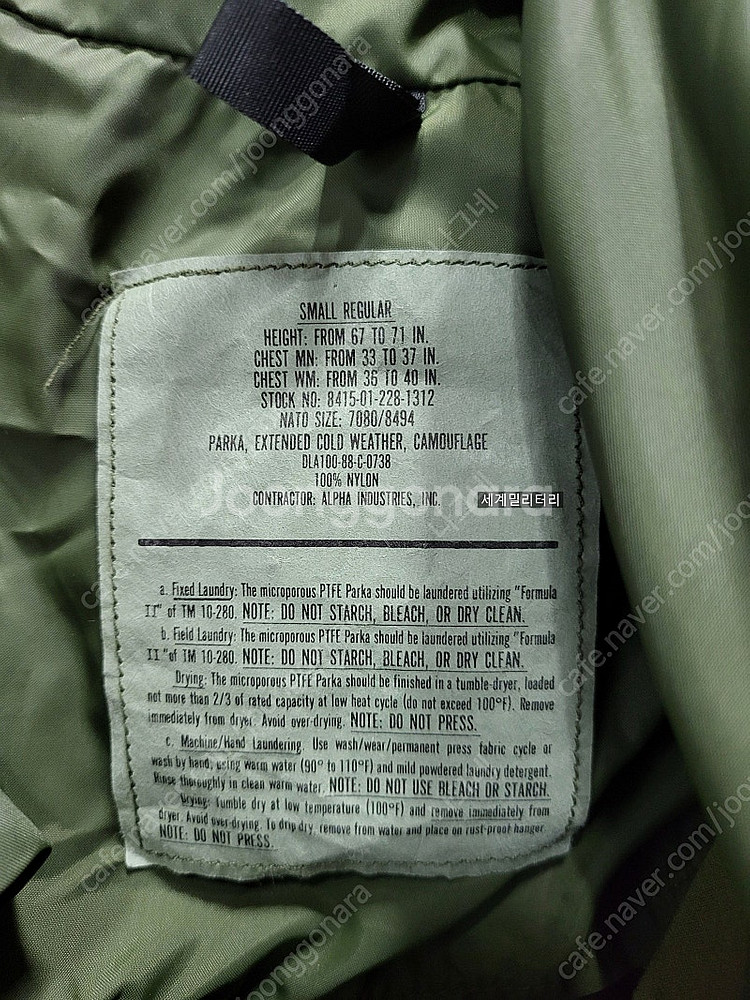 SMALL REGULAR
HEIGHT: FROM 67 TO 71 IN.
CHEST MN: FROM 33 TO 37 IN.
CHEST WM: FROM 36 TO 40 IN.
STOCK NO: 8415-01-228-1312
NATO SIZE: 7080/8494
PARKA, EXTENDED COLD WEATHER, CAMOUFLAGE
DLA100-88-C-0738
100% NYLON
CONTRACTOR: ALPHA INDUSTRIES, INC.
세계밀리터리
joonggonara
a. Fixed Laundry: The microporous PTFE Parka should be laundered utilizing "Formula
II" of TM 10-280. NOTE: DO NOT STARCH, BLEACH, OR DRY CLEAN.
b. Field Laundry: The microporous PTFE Parka should be laundered utilizing "Formula
II "of TM 10-280. NOTE: DO NOT STARCH, BLEACH, OR DRY CLEAN.
Drying: The microporous PTFE Parka should be finished in a tumble-dryer, loaded
not more than 2/3 of rated capacity at low heat cycle (do not exceed 100°F). Remove
immediately from dryer. Avoid over-drying. NOTE: DO NOT PRESS.
c. Machine/Hand Laundering. Use wash/wear/permanent press fabric cycle or
wash by hand, using warm water (90° to 110°F) and mild powdered laundry detergent.
Rinse thoroughly in clean warm water. NOTE: DO NOT USE BLEACH OR STARCH.
Drying: Tumble dry at low temperature (100°F) and remove immediately from
dryer. Avoid over-drying. To drip dry, remove from water and place on rust-proof hanger.
NOTE: DO NOT PRESS.
cafe.naver.com/joonggonara